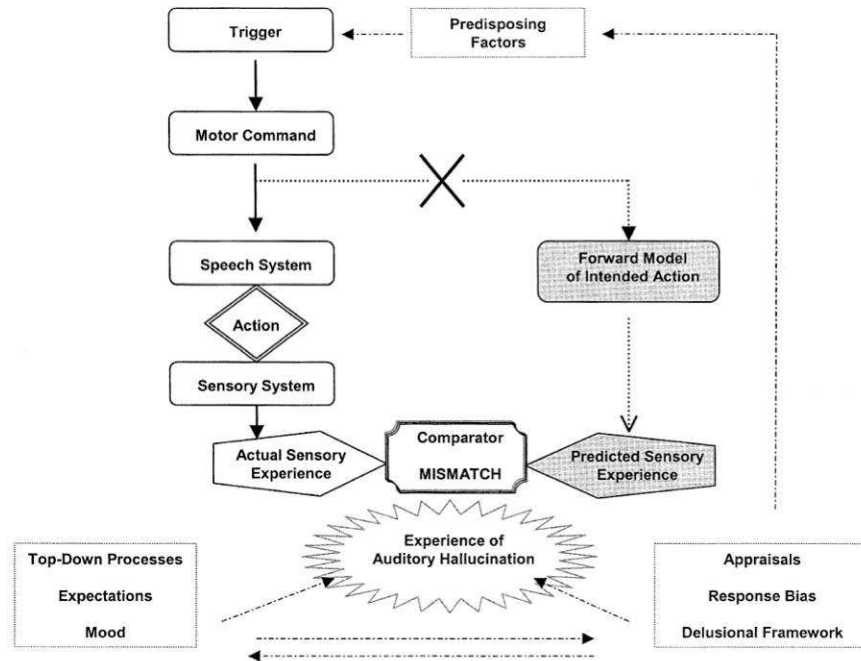 Trigger
Predisposing
Factors
Motor Command
Speech System
Forward Model
of Intended Action
Action
Sensory System
Actual Sensory
Experience
Comparator
MISMATCH
Predicted Sensory
Experience
Experience of
Auditory Hallucination
Top-Down Processes
Expectations
Mood
Appraisals
Response Bias
Delusional Framework